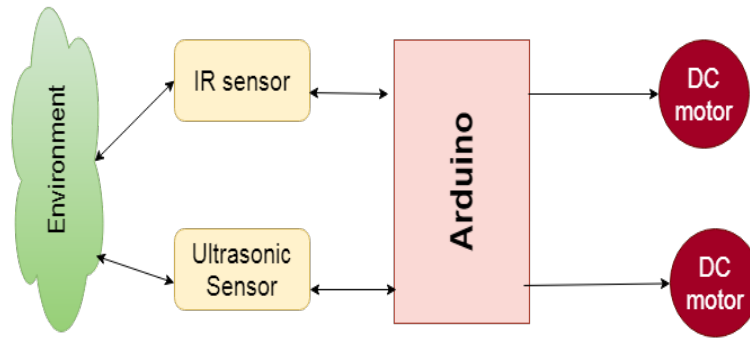 Environment
IR sensor
Ultrasonic
Sensor
Arduino
DC
motor
DC
motor